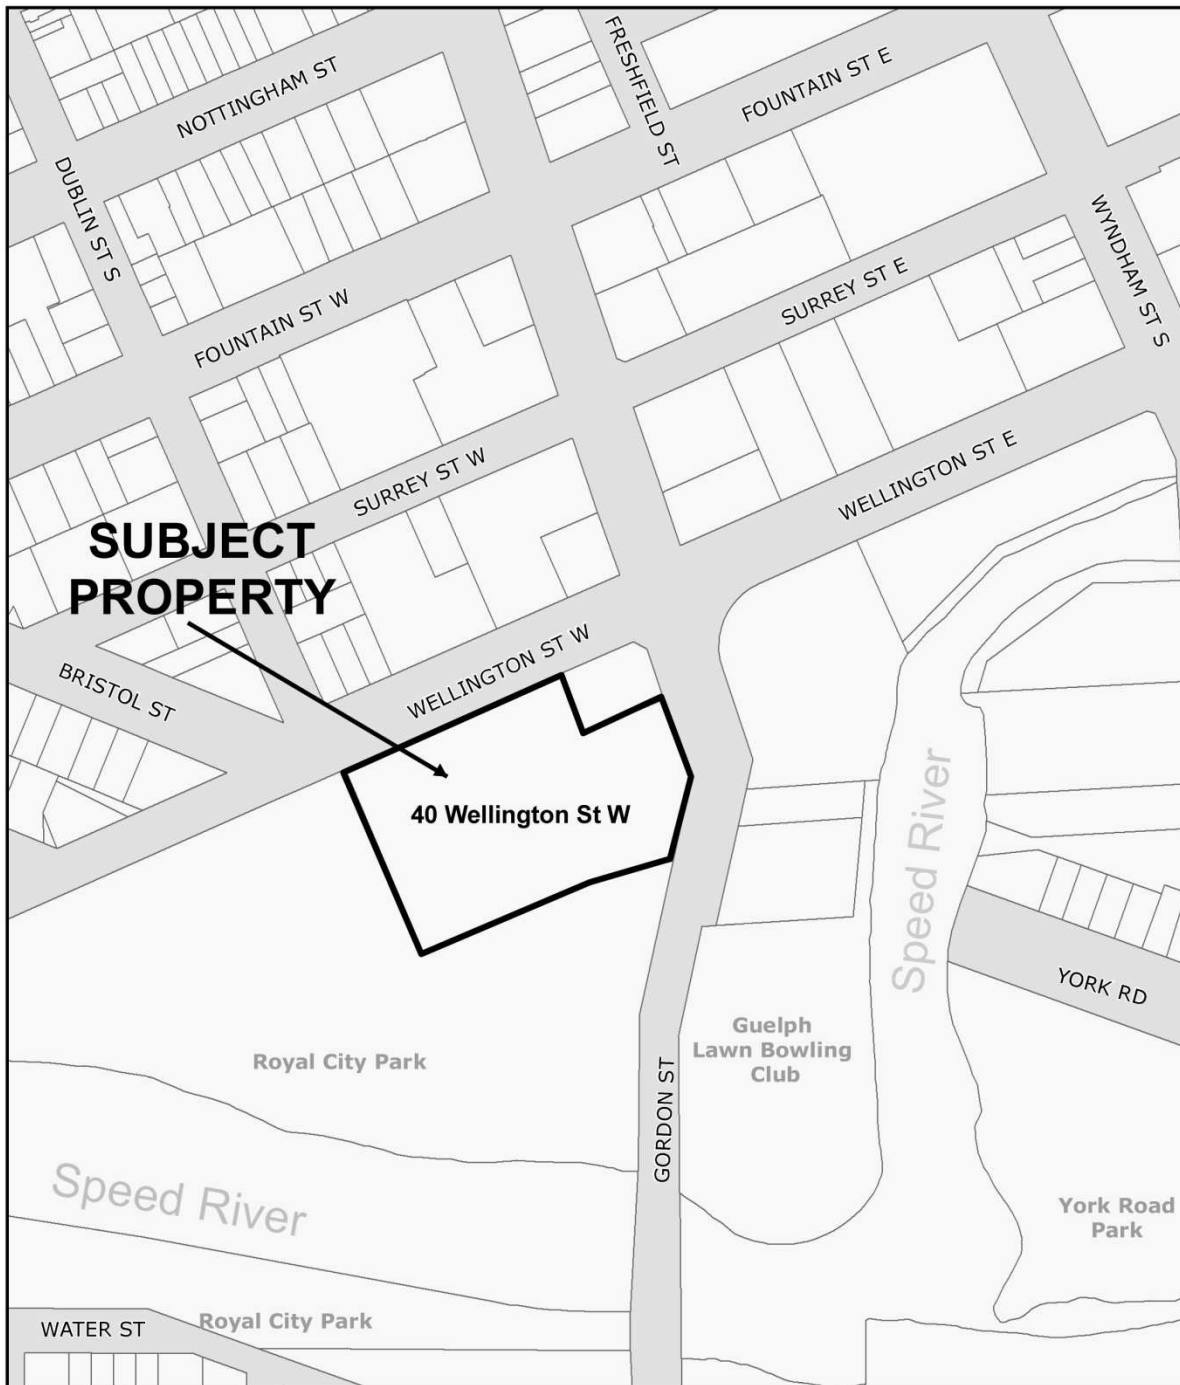 FRESHFIELD ST
FOUNTAIN ST E
NOTTINGHAM ST
DUBLIN ST S
WYNDHAM ST S
SURREY ST E
FOUNTAIN ST W
WELLINGTON ST E
SURREY ST W
SUBJECT
PROPERTY
WELLINGTON ST W
BRISTOL ST
40 Wellington St W
Speed River
YORK RD
Guelph
Lawn Bowling
Club
Royal City Park
GORDON ST
Speed River
York Road
Park
Royal City Park
WATER ST